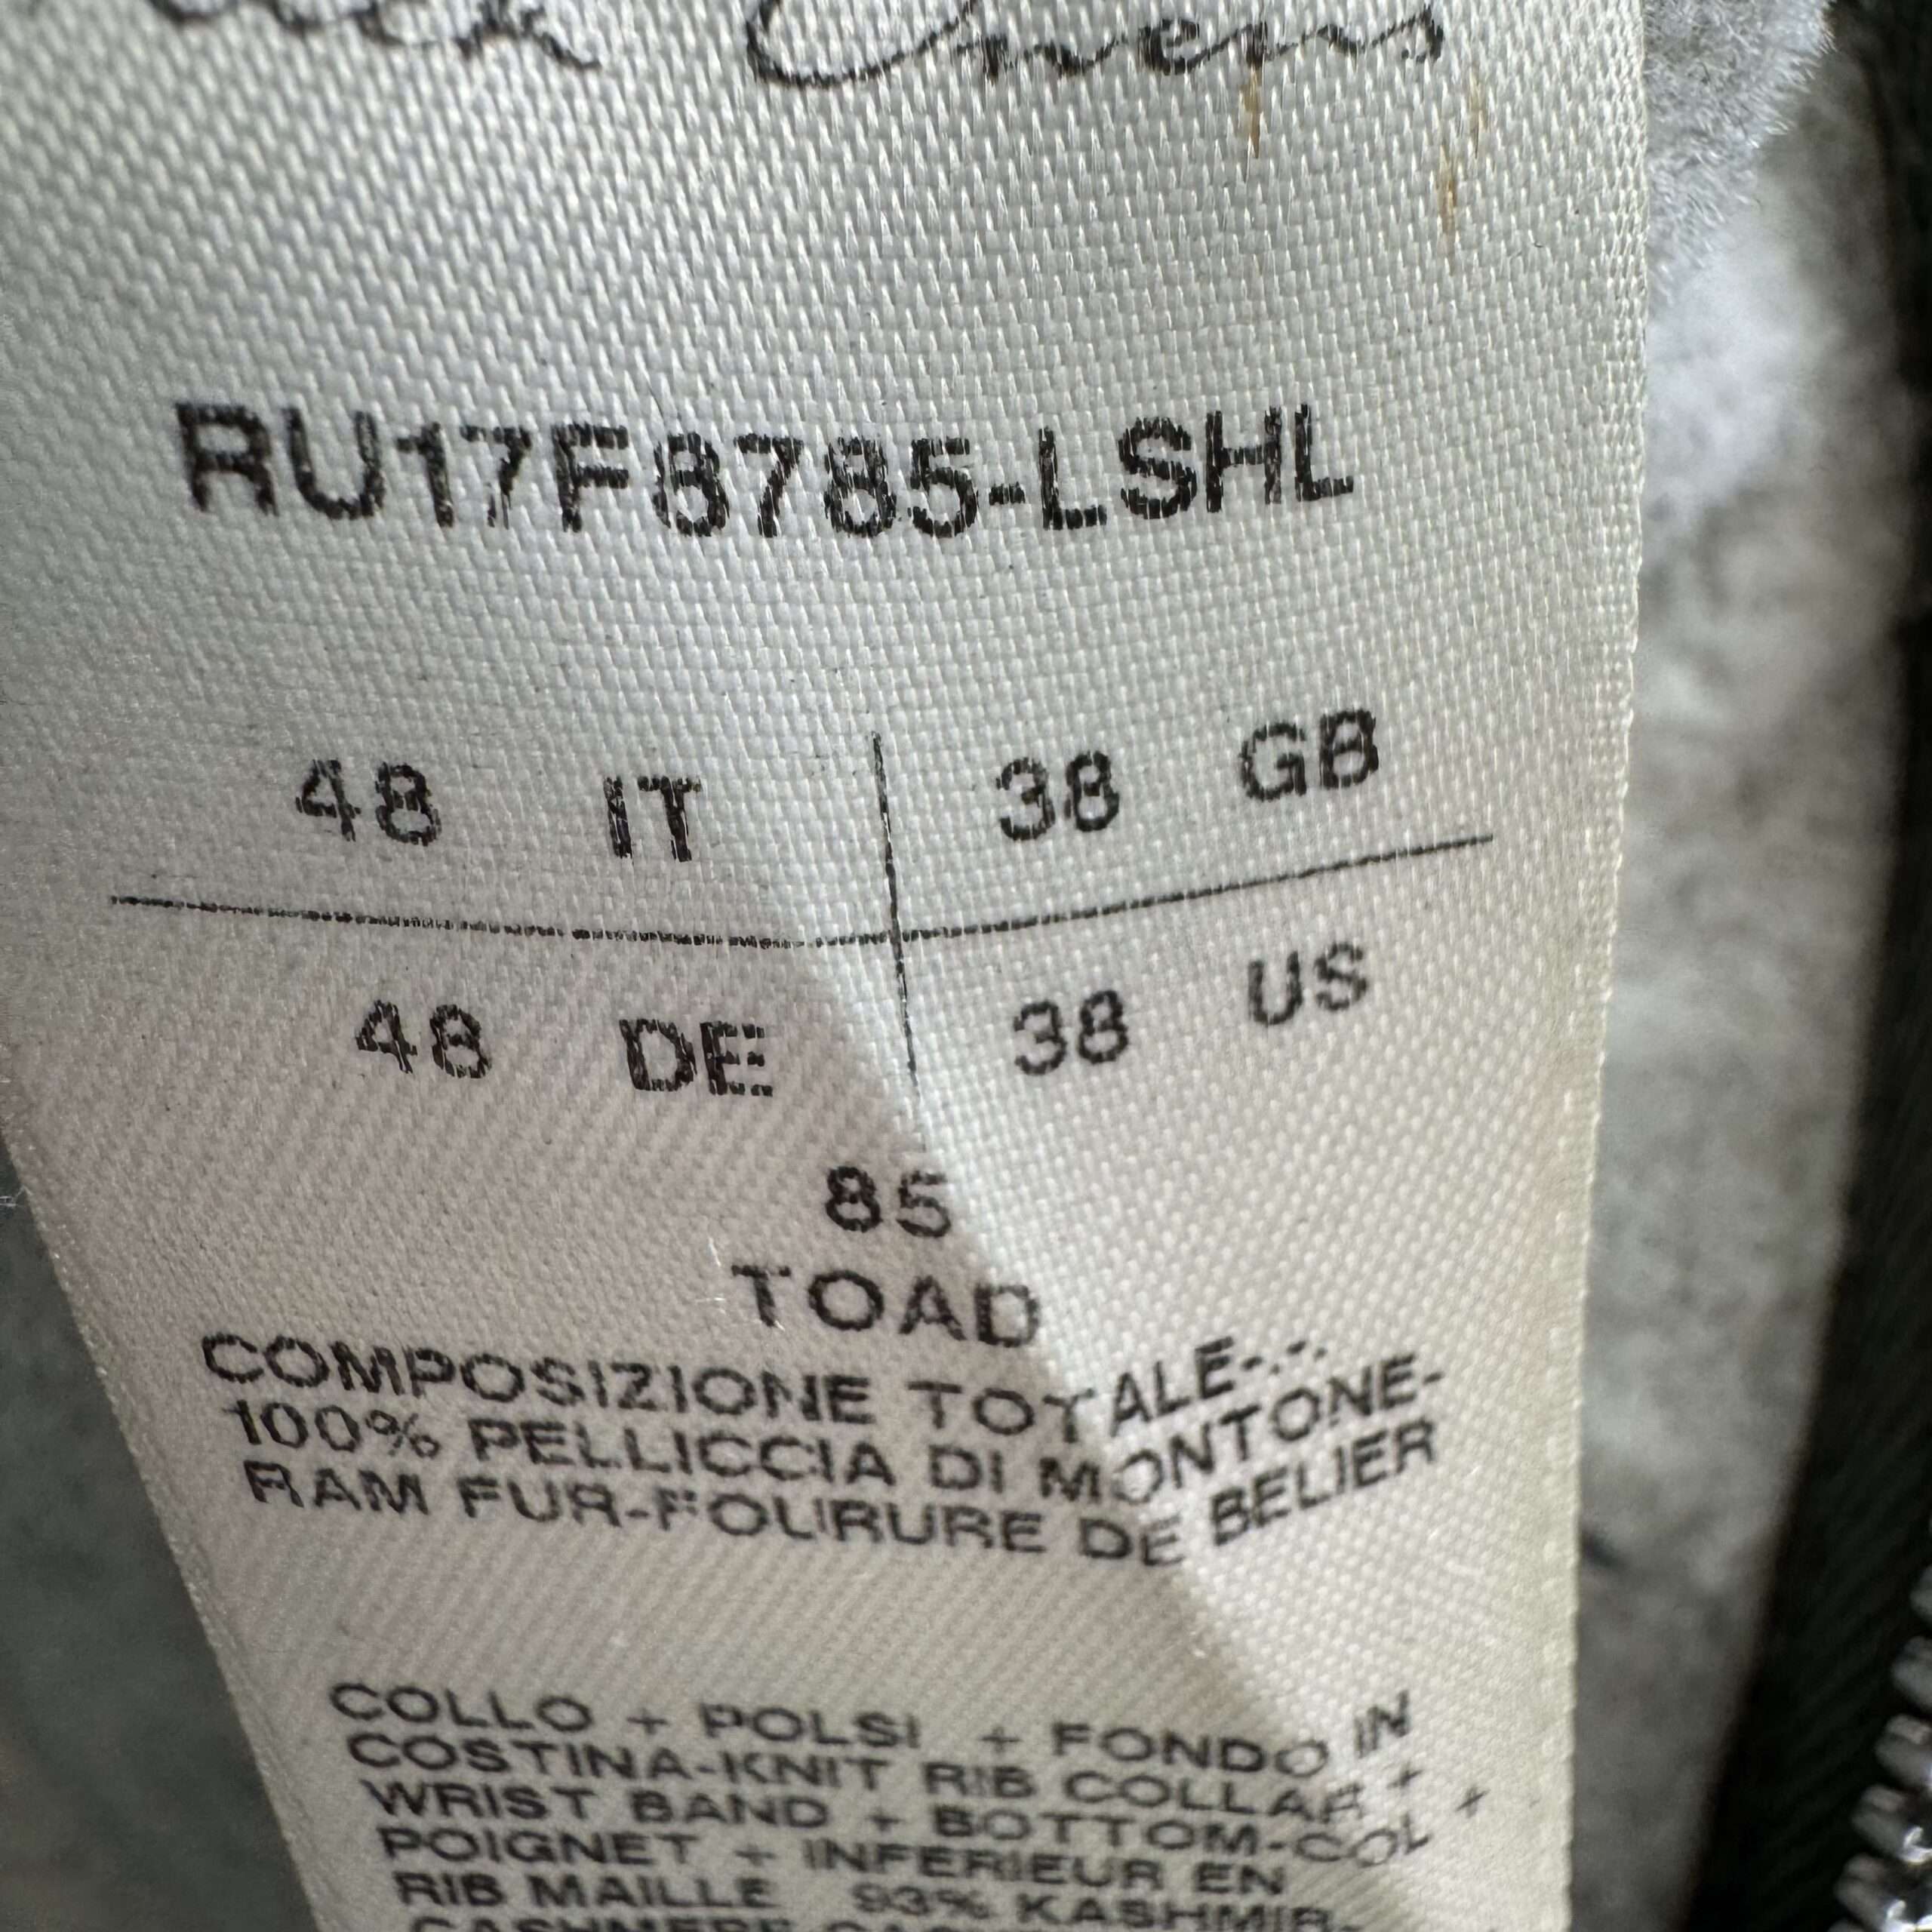 Owens
RU17F8785-LSHL
48 IT 38 GB
48 DE 38 US
85
TOAD
COMPOSIZIONE TOTALE-.-.
100% PELLICCIA DI MONTONE-
RAM FUR-FOURURE DE BELIER
COLLO + POLSI + FONDO IN
COSTINA-KNIT RIB COLLAR +
WRIST BAND + BOTTOM-COL +
POIGNET + INFERIEUR EN
RIB MAILLE 93% KASHMIR-